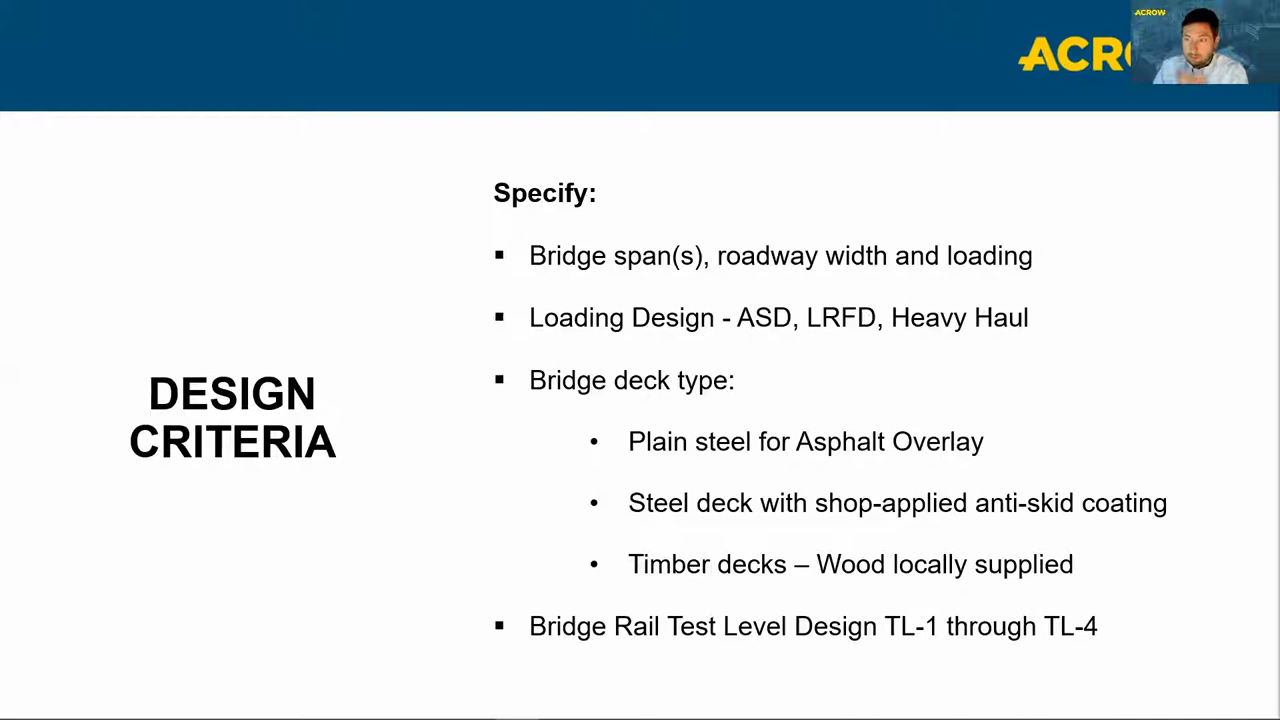 ACRO
ACROW
Specify:
▪ Bridge span(s), roadway width and loading
▪ Loading Design - ASD, LRFD, Heavy Haul
▪ Bridge deck type:
• Plain steel for Asphalt Overlay
• Steel deck with shop-applied anti-skid coating
• Timber decks – Wood locally supplied
▪ Bridge Rail Test Level Design TL-1 through TL-4
DESIGN
CRITERIA